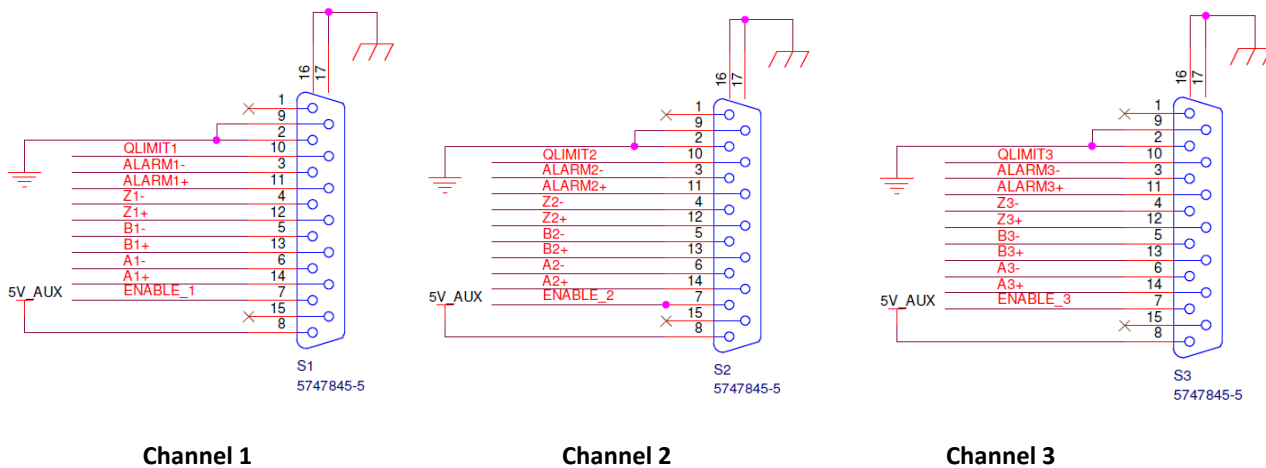 16
17
1
9
2
QLIMIT1 10
ALARM1- 3
ALARM1+ 11
Z1- 4
Z1+ 12
B1- 5
B1+ 13
A1- 6
A1+ 14
5V_AUX ENABLE_1 7
15
8
S1
5747845-5
16
17
1
9
2
QLIMIT2 10
ALARM2- 3
ALARM2+ 11
Z2- 4
Z2+ 12
B2- 5
B2+ 13
A2- 6
A2+ 14
5V_AUX ENABLE_2 7
15
8
S2
5747845-5
16
17
1
9
2
QLIMIT3 10
ALARM3- 3
ALARM3+ 11
Z3- 4
Z3+ 12
B3- 5
B3+ 13
A3- 6
A3+ 14
5V_AUX ENABLE_3 7
15
8
S3
5747845-5
Channel 1
Channel 2
Channel 3